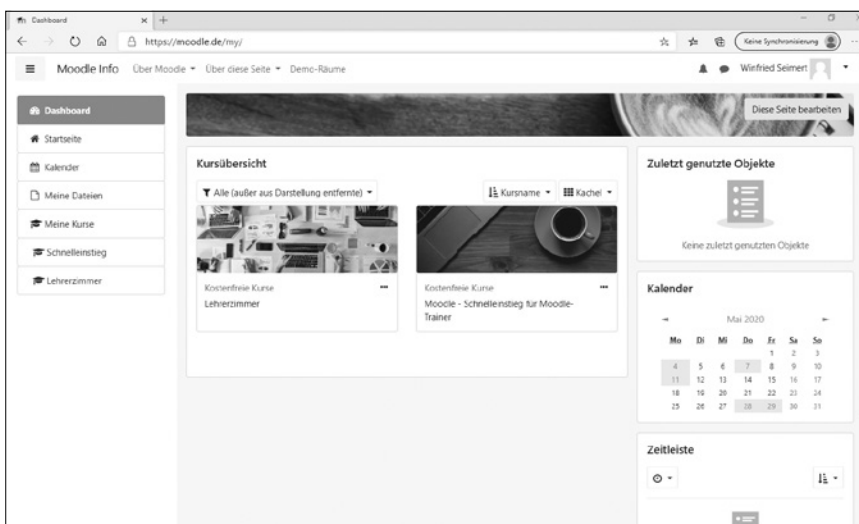 Dashboard
https://moodle.de/my/
Keine Synchronisierung
Moodle Info Über Moodle Über diese Seite Demo-Räume
Winfried Seimert
Dashboard
Startseite
Kalender
Meine Dateien
Meine Kurse
Schnelleinstieg
Lehrerzimmer
Diese Seite bearbeiten
Kursübersicht
Alle (außer aus Darstellung entfernte)
Kursname
Kachel
Kostenfreie Kurse
Lehrerzimmer
Kostenfreie Kurse
Moodle - Schnelleinstieg für Moodle-
Trainer
Zuletzt genutzte Objekte
Keine zuletzt genutzten Objekte
Kalender
Mai 2020
Mo Di Mi Do Fr Sa So
1 2 3
4 5 6 7 8 9 10
11 12 13 14 15 16 17
18 19 20 21 22 23 24
25 26 27 28 29 30 31
Zeitleiste